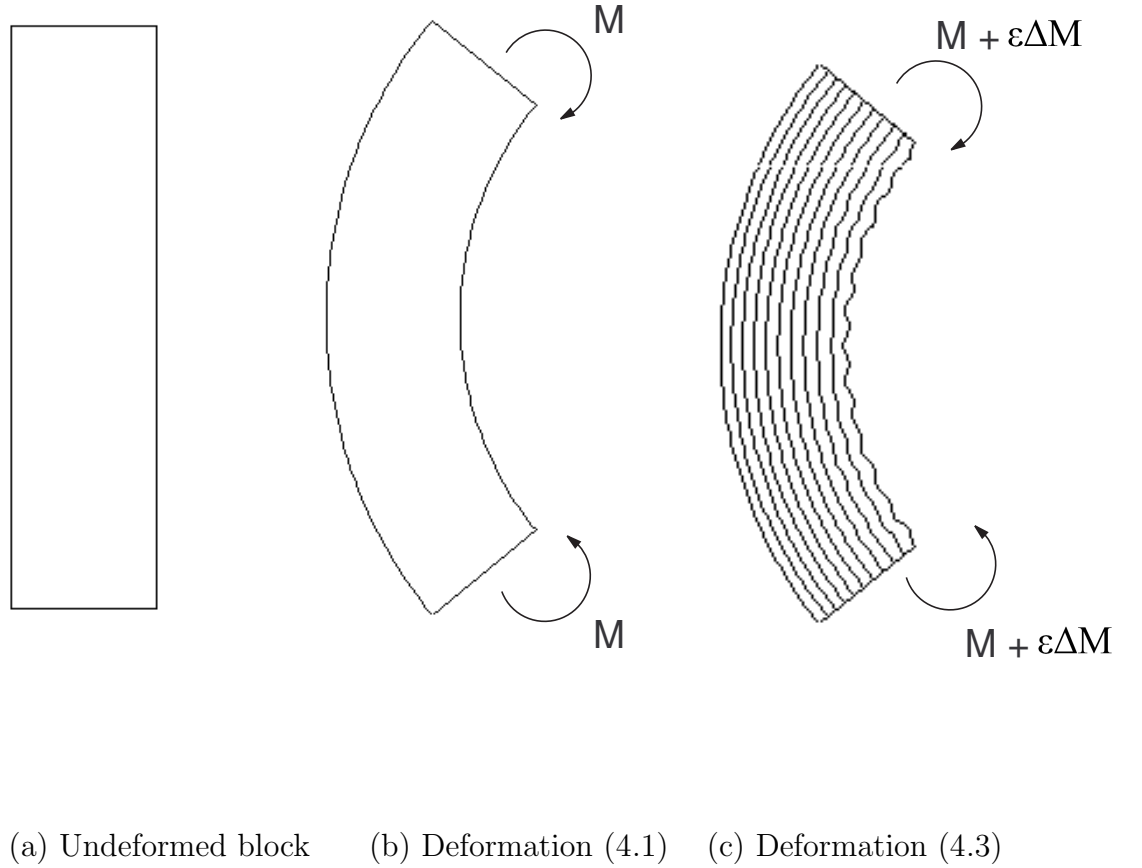 M
M + εΔM
M
M + εΔM
(a) Undeformed block (b) Deformation (4.1) (c) Deformation (4.3)